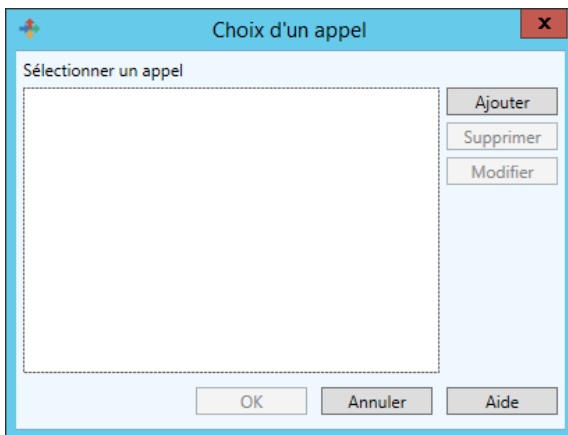 Choix d'un appel
x
Sélectionner un appel
Ajouter
Supprimer
Modifier
OK
Annuler
Aide